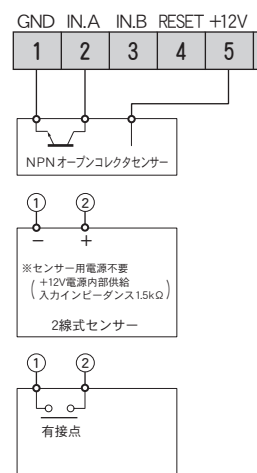 GND IN.A IN.B RESET +12V
1 2 3 4 5
NPNオープンコレクタセンサー
① ②
− +
※センサー用電源不要
(+12V電源内部供給
入力インピーダンス1.5kΩ)
2線式センサー
① ②
有接点